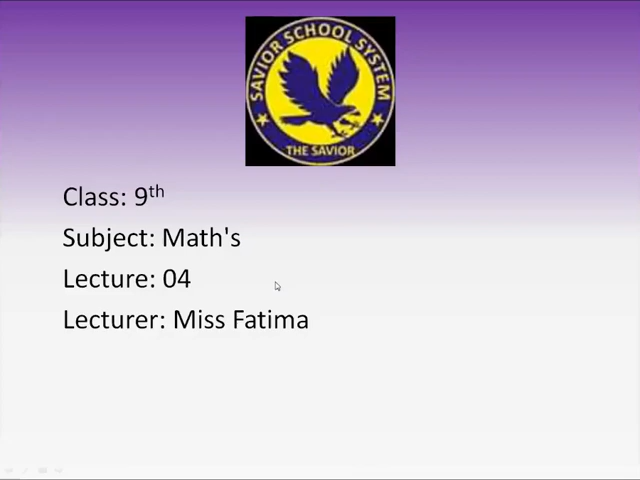 SAVIOR SCHOOL SYSTEM
THE SAVIOR
Class: 9th
Subject: Math's
Lecture: 04
Lecturer: Miss Fatima